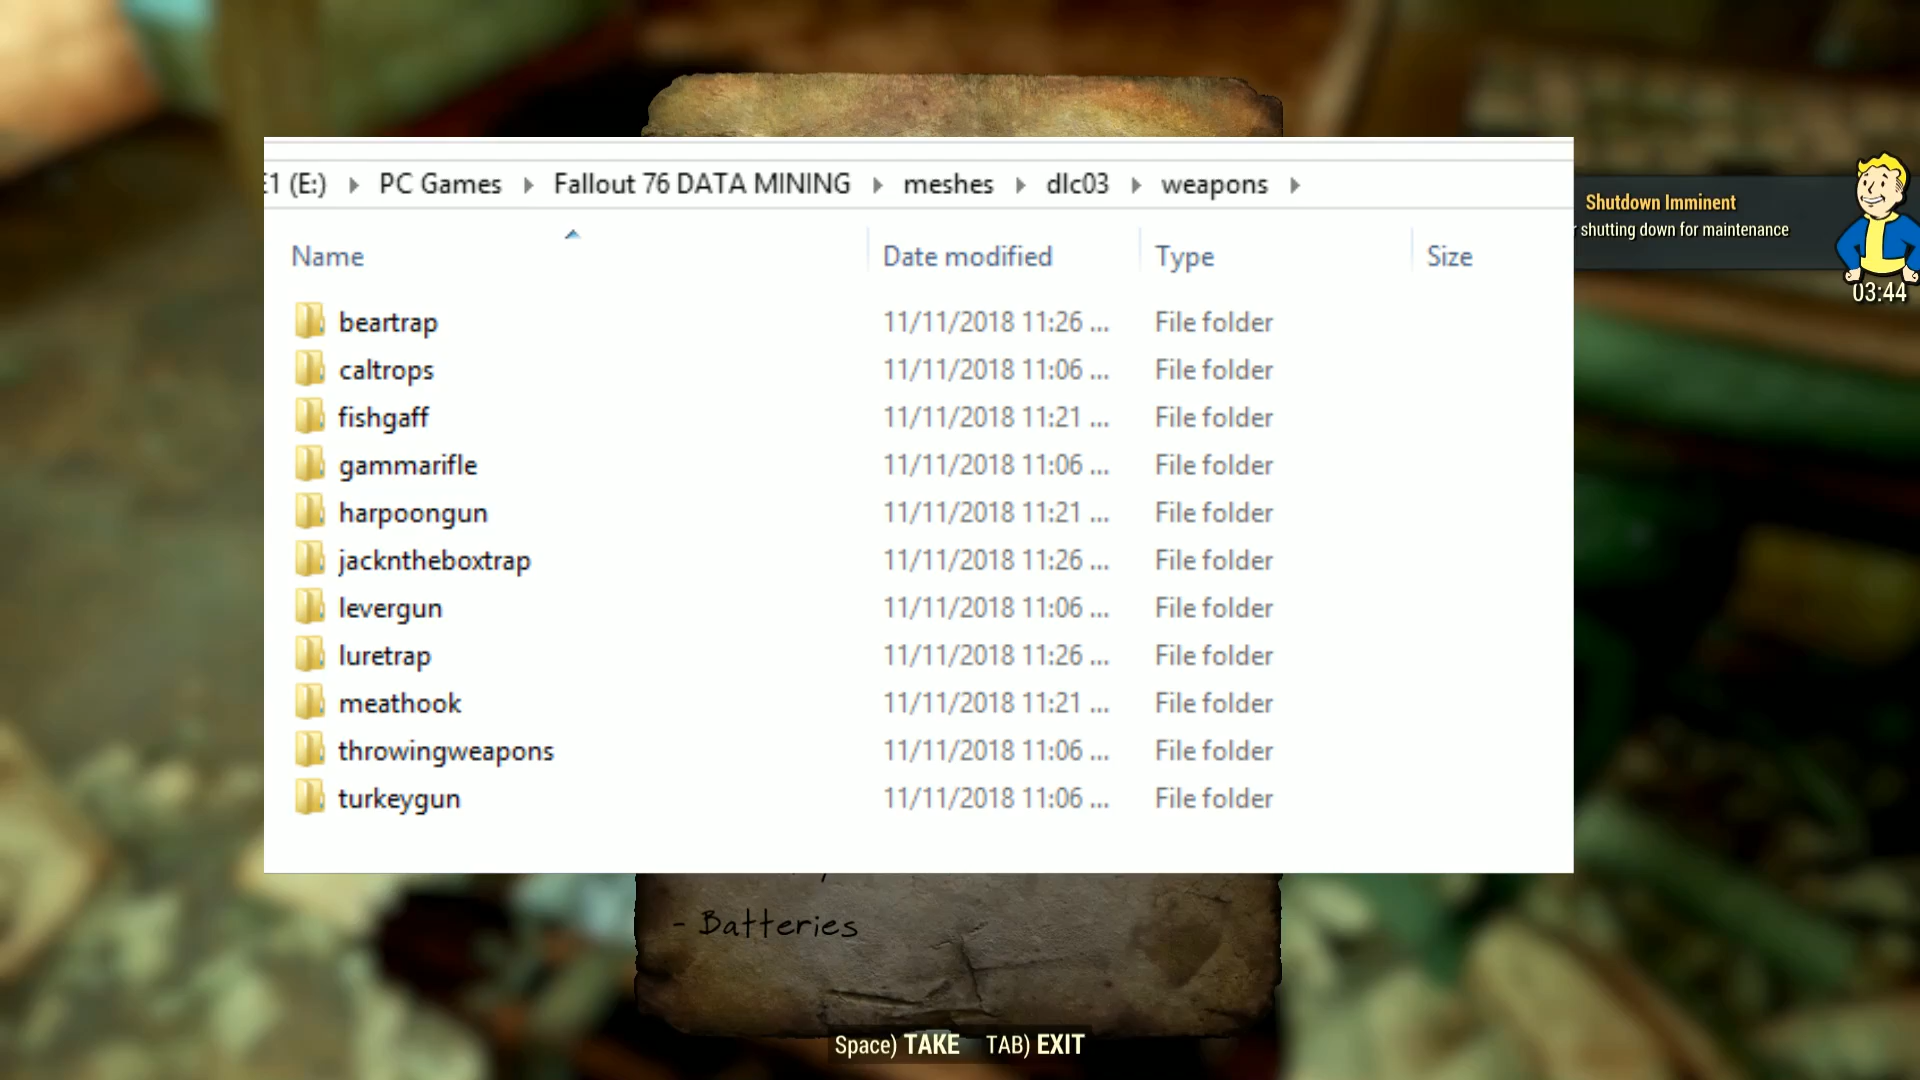 E1 (E:) PC Games Fallout 76 DATA MINING meshes dlc03 weapons
Name Date modified Type Size
beartrap 11/11/2018 11:26 ... File folder
caltrops 11/11/2018 11:06 ... File folder
fishgaff 11/11/2018 11:21 ... File folder
gammarifle 11/11/2018 11:06 ... File folder
harpoongun 11/11/2018 11:21 ... File folder
jackntheboxtrap 11/11/2018 11:26 ... File folder
levergun 11/11/2018 11:06 ... File folder
luretrap 11/11/2018 11:26 ... File folder
meathook 11/11/2018 11:21 ... File folder
throwingweapons 11/11/2018 11:06 ... File folder
turkeygun 11/11/2018 11:06 ... File folder
Shutdown Imminent
shutting down for maintenance
03:44
- Batteries
Space) TAKE TAB) EXIT